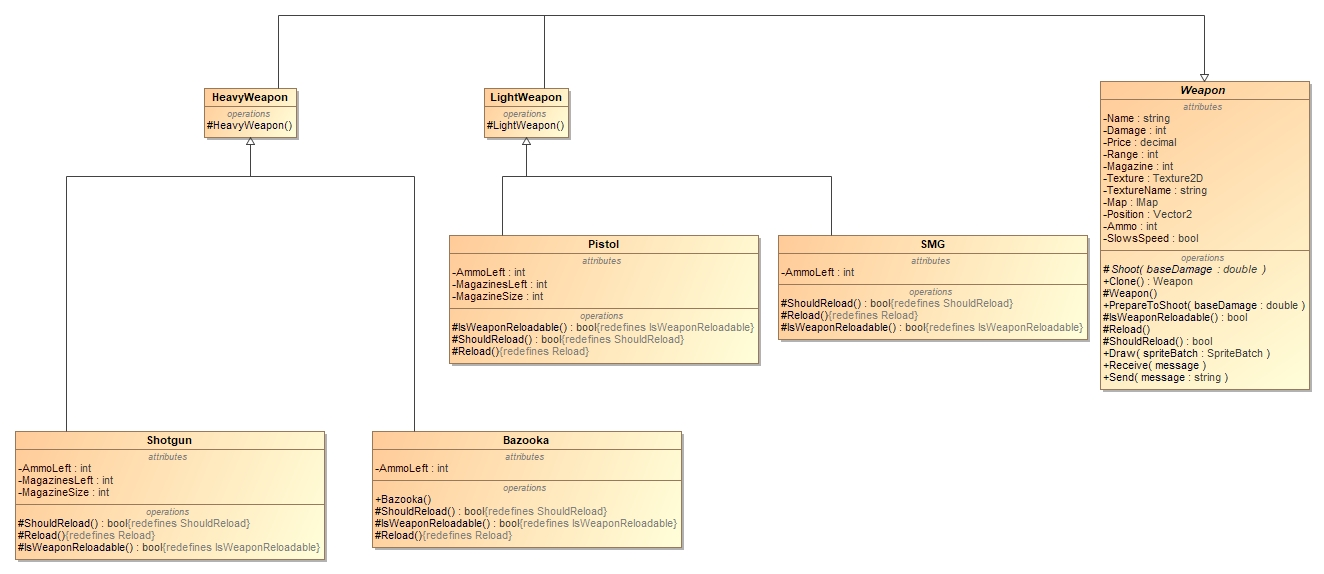 HeavyWeapon
operations
#HeavyWeapon()
LightWeapon
operations
#LightWeapon()
Weapon
attributes
-Name : string
-Damage : int
-Price : decimal
-Range : int
-Magazine : int
-Texture : Texture2D
-TextureName : string
-Map : IMap
-Position : Vector2
-Ammo : int
-SlowsSpeed : bool
operations
#Shoot( baseDamage : double )
+Clone() : Weapon
#Weapon()
+PrepareToShoot( baseDamage : double )
#IsWeaponReloadable() : bool
#Reload()
#ShouldReload() : bool
+Draw( spriteBatch : SpriteBatch )
+Receive( message )
+Send( message : string )
Pistol
attributes
-AmmoLeft : int
-MagazinesLeft : int
-MagazineSize : int
operations
#IsWeaponReloadable() : bool{redefines IsWeaponReloadable}
#ShouldReload() : bool{redefines ShouldReload}
#Reload(){redefines Reload}
SMG
attributes
-AmmoLeft : int
operations
#ShouldReload() : bool{redefines ShouldReload}
#Reload(){redefines Reload}
#IsWeaponReloadable() : bool{redefines IsWeaponReloadable}
Shotgun
attributes
-AmmoLeft : int
-MagazinesLeft : int
-MagazineSize : int
operations
#ShouldReload() : bool{redefines ShouldReload}
#Reload(){redefines Reload}
#IsWeaponReloadable() : bool{redefines IsWeaponReloadable}
Bazooka
attributes
-AmmoLeft : int
operations
+Bazooka()
#ShouldReload() : bool{redefines ShouldReload}
#IsWeaponReloadable() : bool{redefines IsWeaponReloadable}
#Reload(){redefines Reload}